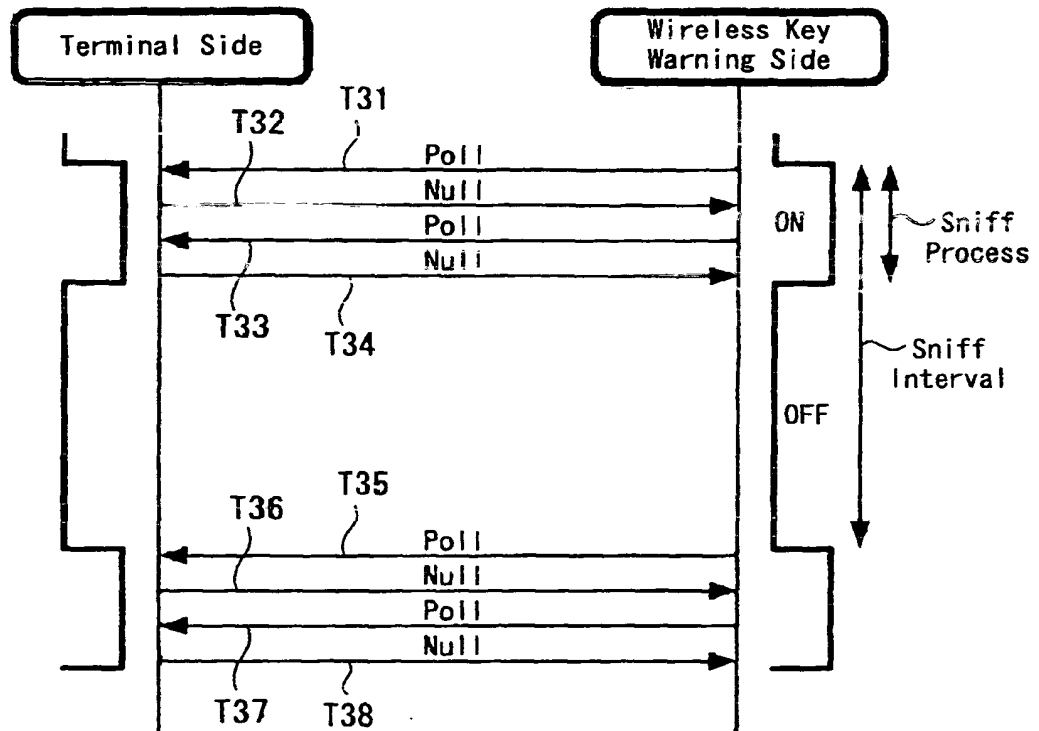 Terminal Side
Wireless Key
Warning Side
T31
T32
Poll
Null
Poll
Null
T33
T34
ON
Sniff
Process
Sniff
Interval
OFF
T35
T36
Poll
Null
Poll
Null
T37
T38